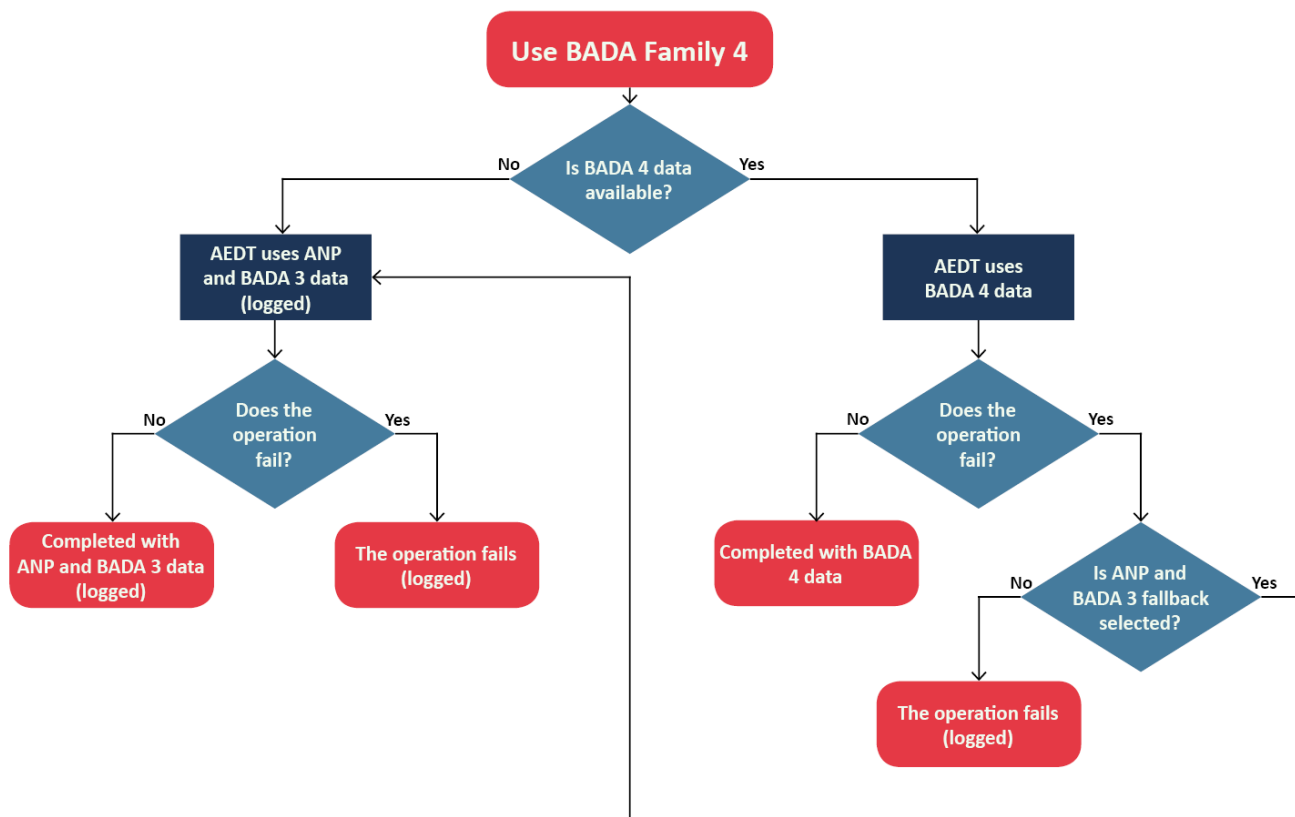 Use BADA Family 4
No
Is BADA 4 data
available?
Yes
AEDT uses ANP
and BADA 3 data
(logged)
AEDT uses
BADA 4 data
No
Does the
operation
fail?
Yes
No
Does the
operation
fail?
Yes
Completed with
ANP and BADA 3 data
(logged)
The operation fails
(logged)
Completed with BADA
4 data
No
Is ANP and
BADA 3 fallback
selected?
Yes
The operation fails
(logged)